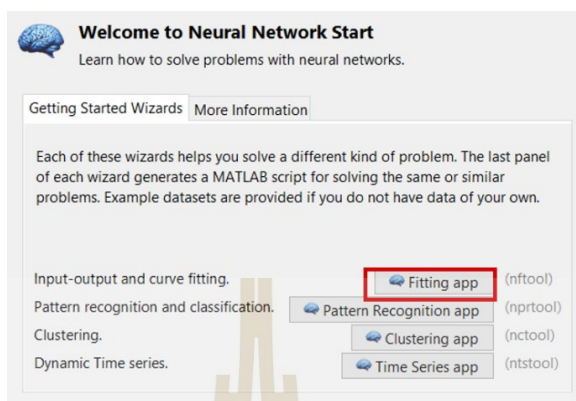 Welcome to Neural Network Start
Learn how to solve problems with neural networks.
Getting Started Wizards More Information
Each of these wizards helps you solve a different kind of problem. The last panel
of each wizard generates a MATLAB script for solving the same or similar
problems. Example datasets are provided if you do not have data of your own.
Input-output and curve fitting. Fitting app (nftool)
Pattern recognition and classification. Pattern Recognition app (nprtool)
Clustering. Clustering app (nctool)
Dynamic Time series. Time Series app (ntstool)